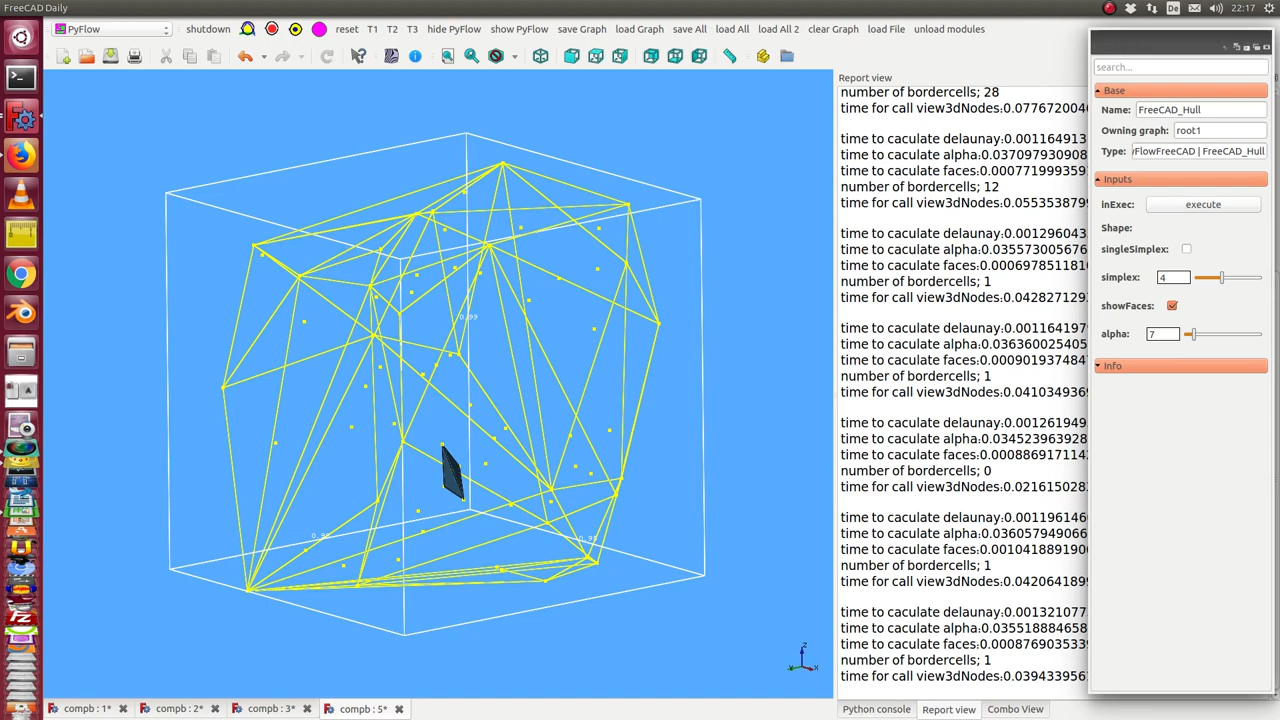 FreeCAD Daily
De
22:17
PyFlow
shutdown
reset
T1
T2
T3
hide PyFlow
show PyFlow
save Graph
load Graph
save All
load All
load All 2
clear Graph
load File
unload modules
Report view
number of bordercells; 28
time for call view3dNodes:0.0776720040
time to caculate delaunay:0.001164913
time to caculate alpha:0.037097930908
time to caculate faces:0.000771999359
number of bordercells; 12
time for call view3dNodes:0.055353879
time to caculate delaunay:0.001296043
time to caculate alpha:0.035573005676
time to caculate faces:0.000697851181
number of bordercells; 1
time for call view3dNodes:0.042827129
time to caculate delaunay:0.001164197
time to caculate alpha:0.036360025405
time to caculate faces:0.000901937484
number of bordercells; 1
time for call view3dNodes:0.041034936
time to caculate delaunay:0.001261949
time to caculate alpha:0.034523963928
time to caculate faces:0.000886917114
number of bordercells; 0
time for call view3dNodes:0.021615028
time to caculate delaunay:0.001196146
time to caculate alpha:0.036057949066
time to caculate faces:0.001041889190
number of bordercells; 1
time for call view3dNodes:0.042064189
time to caculate delaunay:0.001321077
time to caculate alpha:0.035518884658
time to caculate faces:0.000876903533
number of bordercells; 1
time for call view3dNodes:0.039433956
search...
Base
Name: FreeCAD_Hull
Owning graph: root1
Type: FlowFreeCAD | FreeCAD_Hull
Inputs
inExec: execute
Shape:
singleSimplex:
simplex: 4
showFaces:
alpha: 7
Info
0.99
z
y
x
compb : 1*
compb : 2*
compb : 3*
compb : 5*
Python console
Report view
Combo View